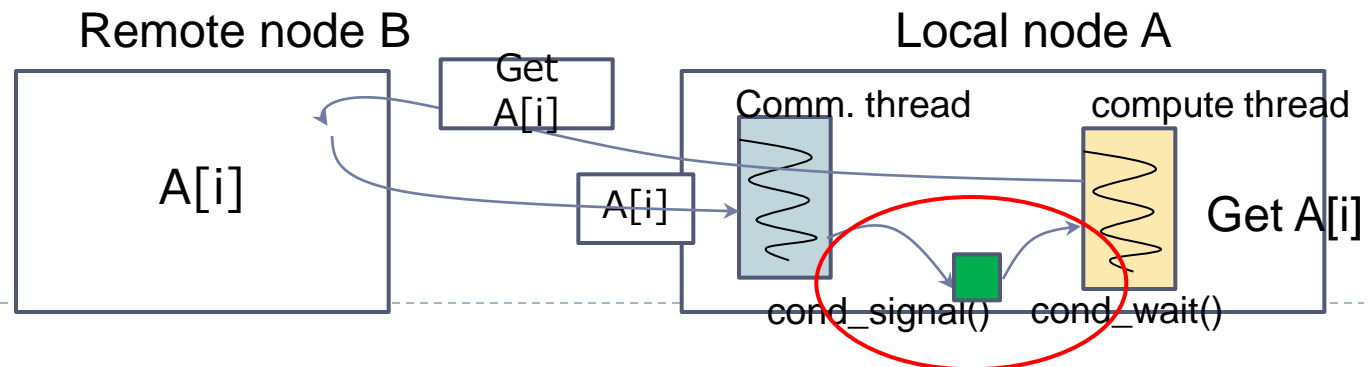 Remote node B
Local node A
Get
A[i]
Comm. thread
compute thread
A[i]
A[i]
Get A[i]
cond_signal()
cond_wait()